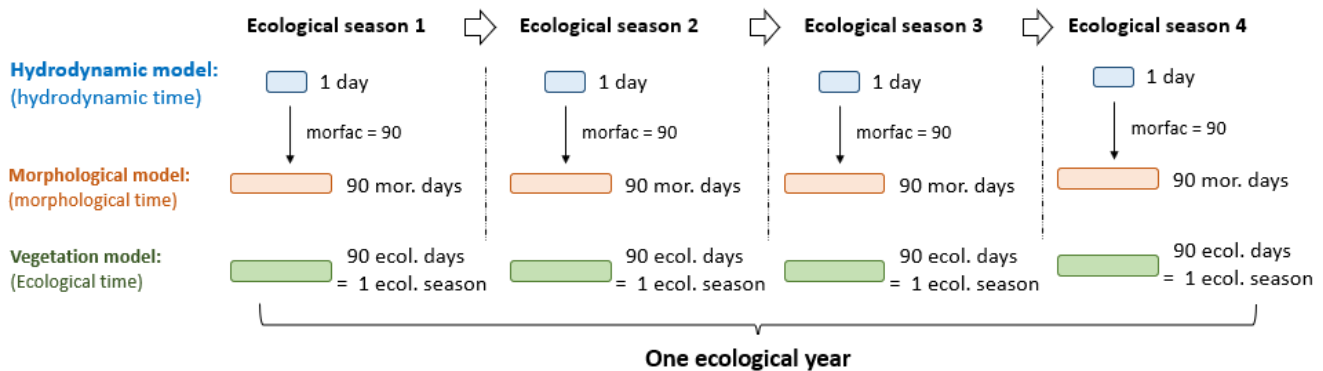 Ecological season 1
Ecological season 2
Ecological season 3
Ecological season 4
Hydrodynamic model:
(hydrodynamic time)
1 day
1 day
1 day
1 day
morfac = 90
morfac = 90
morfac = 90
morfac = 90
Morphological model:
(morphological time)
90 mor. days
90 mor. days
90 mor. days
90 mor. days
Vegetation model:
(Ecological time)
90 ecol. days
= 1 ecol. season
90 ecol. days
= 1 ecol. season
90 ecol. days
= 1 ecol. season
90 ecol. days
= 1 ecol. season
One ecological year